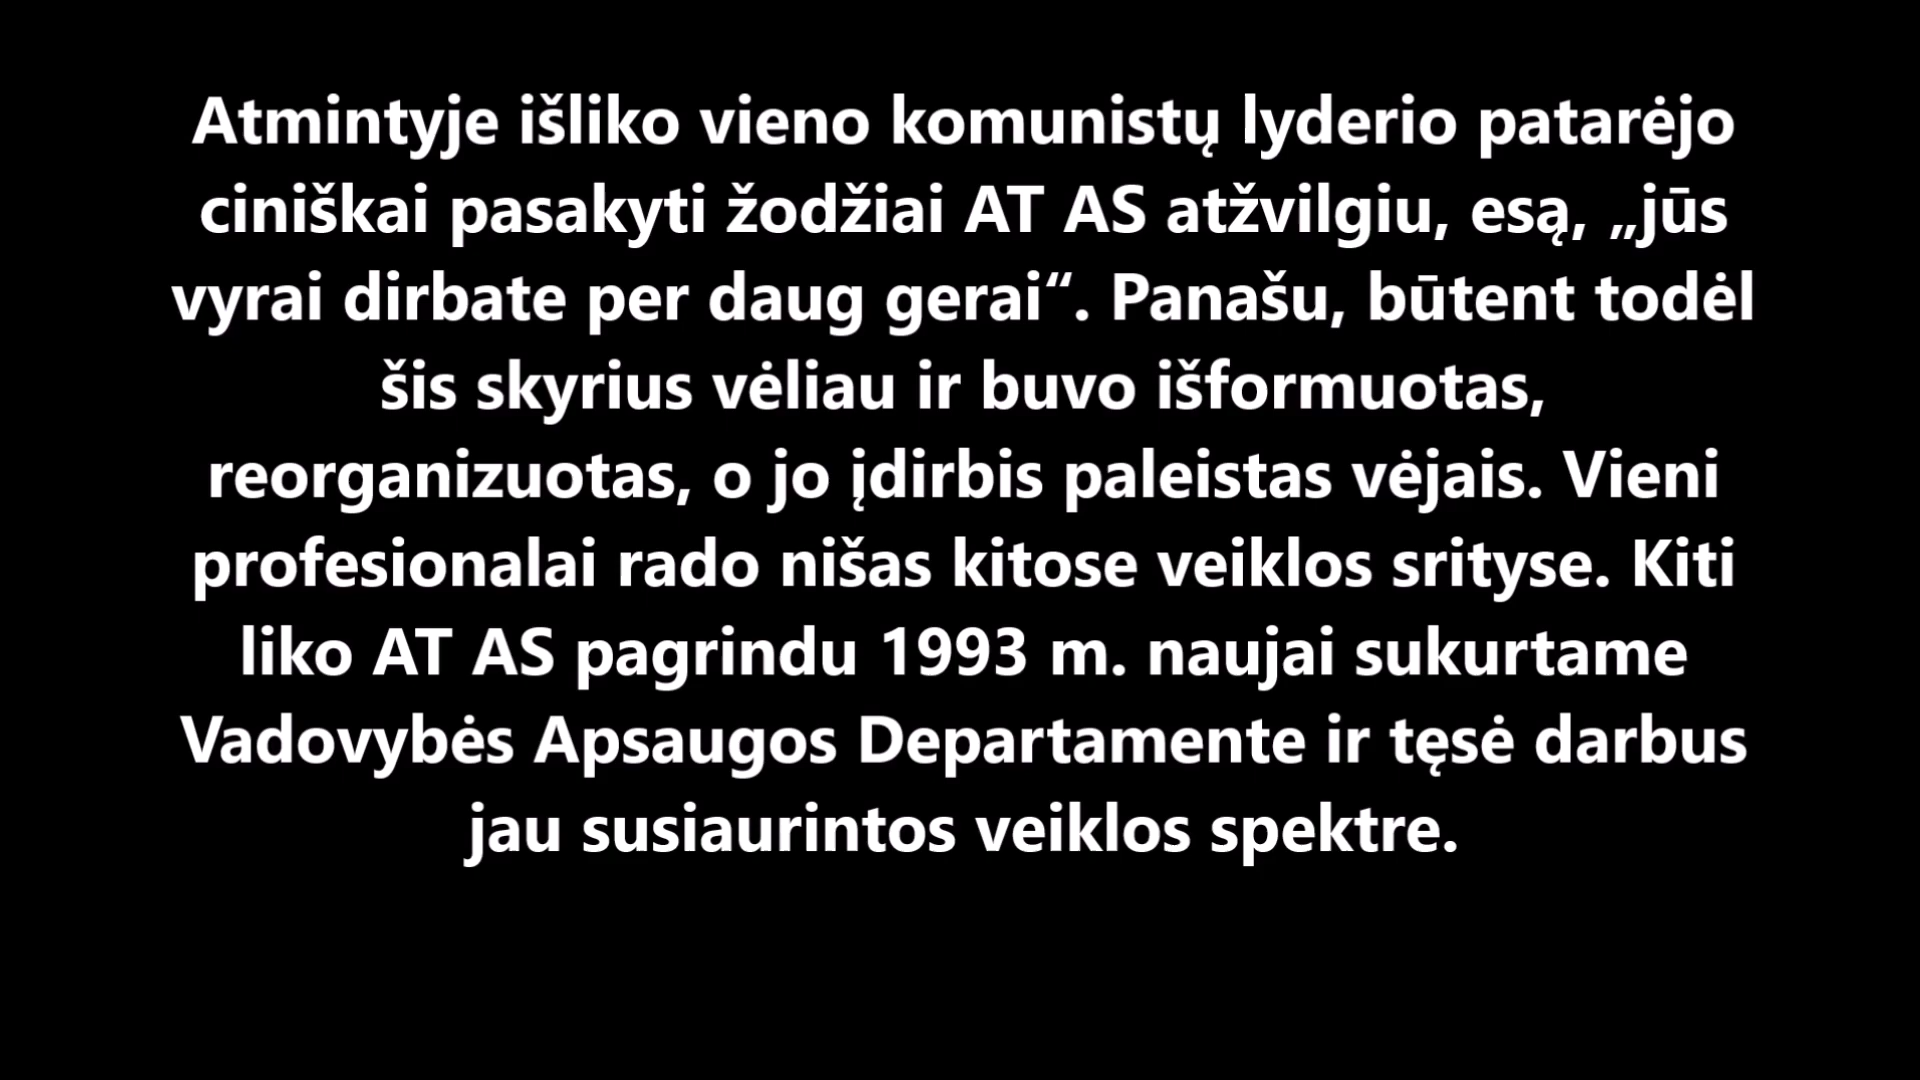 Atmintyje išliko vieno komunistų lyderio patarėjo
ciniškai pasakyti žodžiai AT AS atžvilgiu, esą, „jūs
vyrai dirbate per daug gerai“. Panašu, būtent todėl
šis skyrius vėliau ir buvo išformuotas,
reorganizuotas, o jo įdirbis paleistas vėjais. Vieni
profesionalai rado nišas kitose veiklos srityse. Kiti
liko AT AS pagrindu 1993 m. naujai sukurtame
Vadovybės Apsaugos Departamente ir tęsė darbus
jau susiaurintos veiklos spektre.